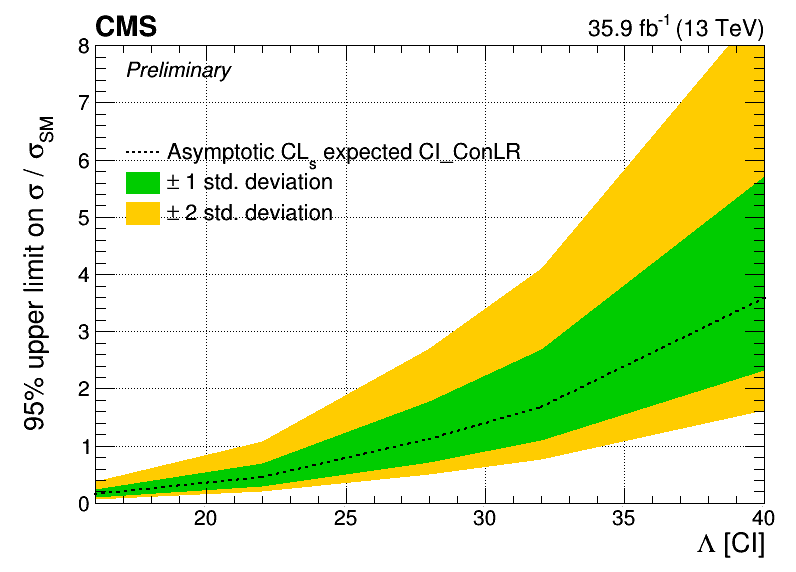 CMS
35.9 fb⁻¹ (13 TeV)
Preliminary
Asymptotic CLₛ expected CI_ConLR
± 1 std. deviation
± 2 std. deviation
95% upper limit on σ / σ_SM
8
7
6
5
4
3
2
1
0
20 25 30 35 40
Λ [CI]